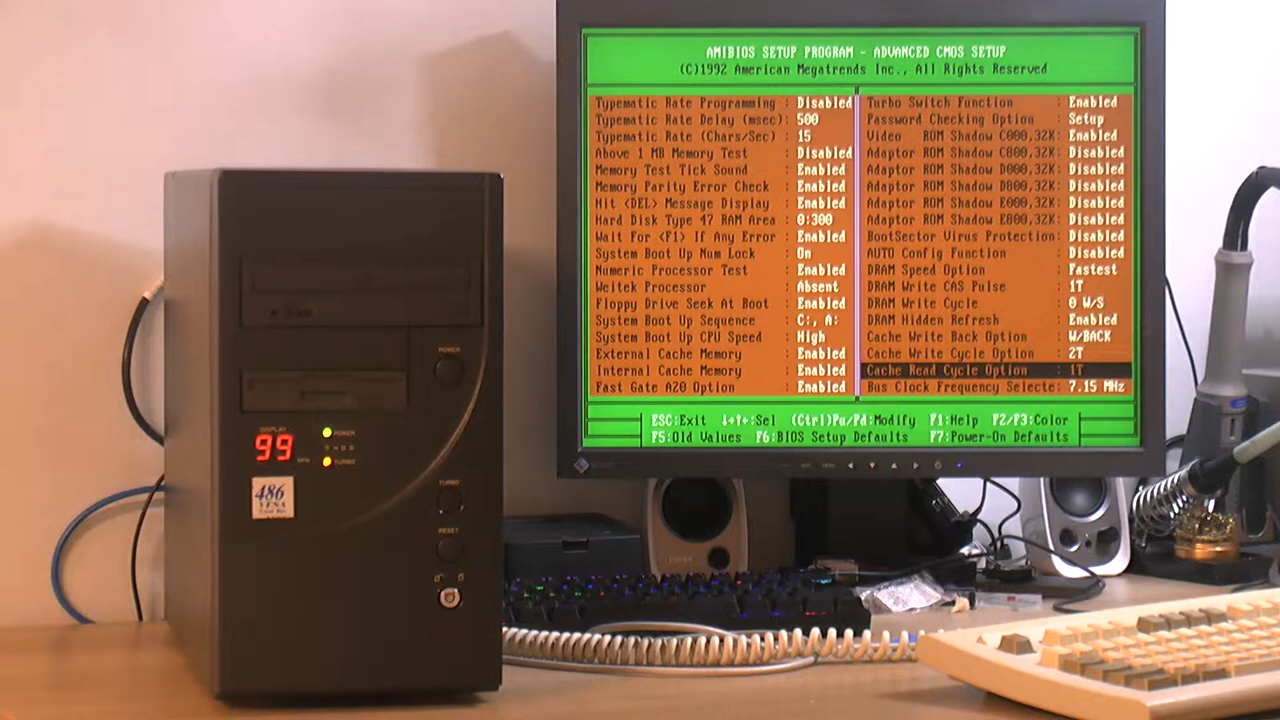 AMIBIOS SETUP PROGRAM - ADVANCED CMOS SETUP
(C)1992 American Megatrends Inc., All Rights Reserved
Typematic Rate Programming : Disabled
Typematic Rate Delay (msec): 500
Typematic Rate (Chars/Sec) : 15
Above 1 MB Memory Test : Disabled
Memory Test Tick Sound : Enabled
Memory Parity Error Check : Enabled
Hit <DEL> Message Display : Enabled
Hard Disk Type 47 RAM Area : 0:300
Wait For <F1> If Any Error : Enabled
System Boot Up Num Lock : On
Numeric Processor Test : Enabled
Weitek Processor : Absent
Floppy Drive Seek At Boot : Enabled
System Boot Up Sequence : C:, A:
System Boot Up CPU Speed : High
External Cache Memory : Enabled
Internal Cache Memory : Enabled
Fast Gate A20 Option : Enabled
Turbo Switch Function : Enabled
Password Checking Option : Setup
Video ROM Shadow C000,32K: Enabled
Adaptor ROM Shadow C800,32K: Disabled
Adaptor ROM Shadow D000,32K: Disabled
Adaptor ROM Shadow D800,32K: Disabled
Adaptor ROM Shadow E000,32K: Disabled
Adaptor ROM Shadow E800,32K: Disabled
BootSector Virus Protection: Disabled
AUTO Config Function : Disabled
DRAM Speed Option : Fastest
DRAM Write CAS Pulse : 1T
DRAM Write Cycle : 0 W/S
DRAM Hidden Refresh : Enabled
Cache Write Back Option : W/BACK
Cache Write Cycle Option : 2T
Cache Read Cycle Option : 1T
Bus Clock Frequency Selecte: 7.15 MHz
ESC:Exit ↓→↑←:Sel (Ctrl)Pu/Pd:Modify F1:Help F2/F3:Color
F5:Old Values F6:BIOS Setup Defaults F7:Power-On Defaults
POWER
DISPLAY
99
POWER
TURBO
486
VESA
Local Bus
TURBO
RESET